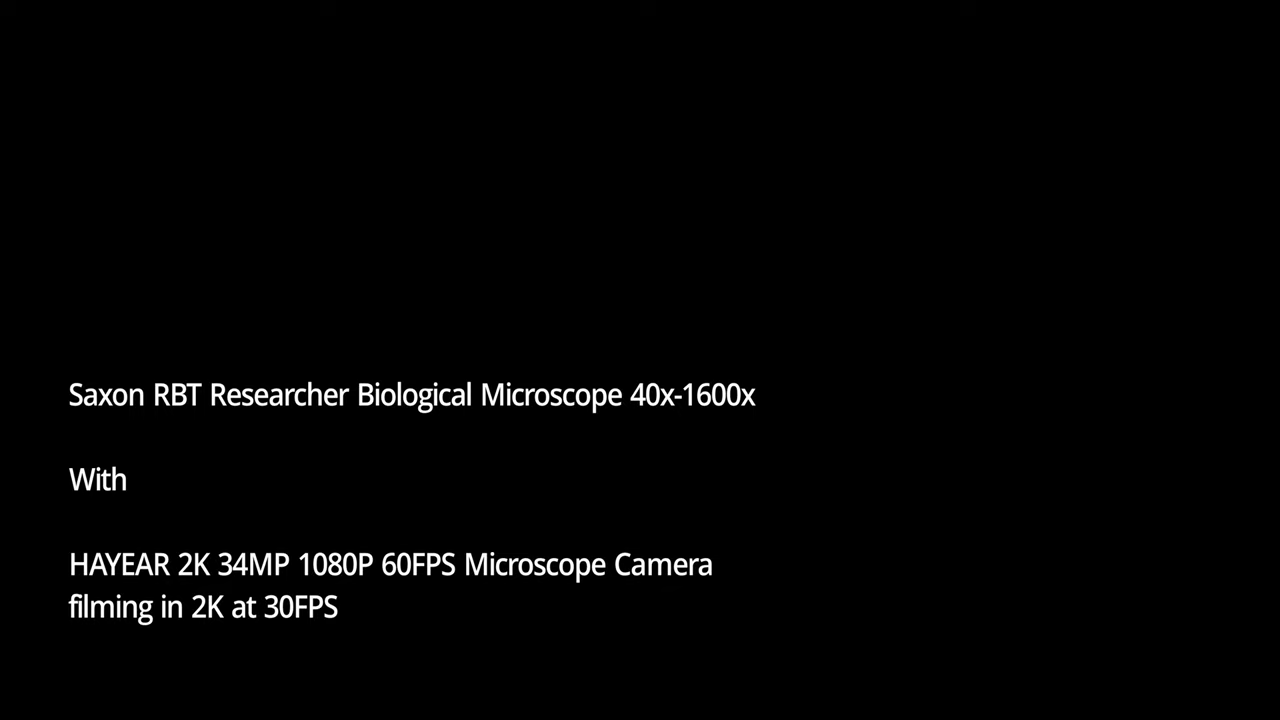 Saxon RBT Researcher Biological Microscope 40x-1600x
With
HAYEAR 2K 34MP 1080P 60FPS Microscope Camera
filming in 2K at 30FPS